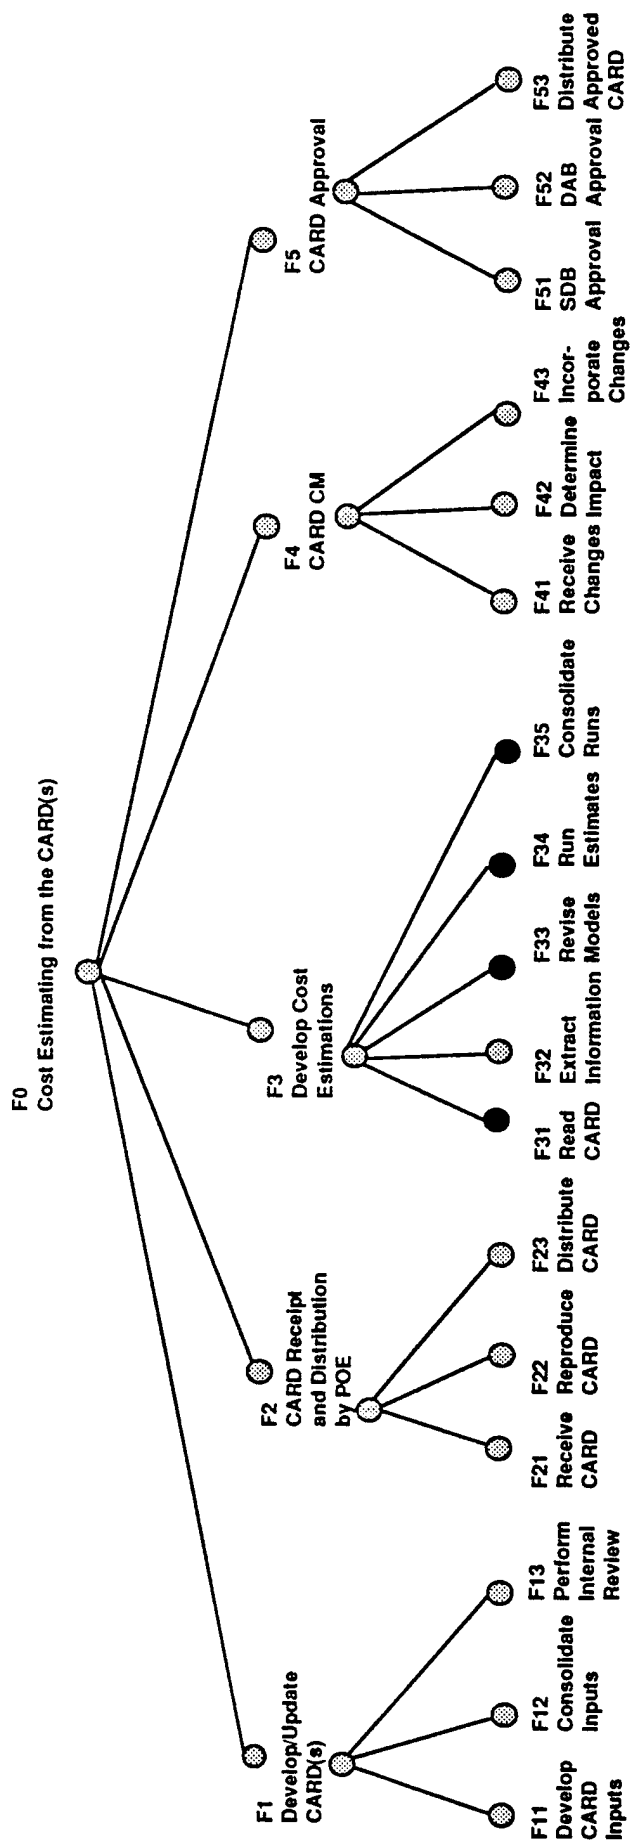 F0
Cost Estimating from the CARD(s)
F1
Develop/Update
CARD(s)
F2
CARD Receipt
and Distribution
by POE
F3
Develop Cost
Estimations
F4
CARD CM
F5
CARD Approval
F11
Develop
CARD
Inputs
F12
Consolidate
Inputs
F13
Perform
Internal
Review
F21
Receive
CARD
F22
Reproduce
CARD
F23
Distribute
CARD
F31
Read
CARD
F32
Extract
Information
F33
Revise
Models
F34
Run
Estimates
F35
Consolidate
Runs
F41
Receive
Changes
F42
Determine
Impact
F43
Incor-
porate
Changes
F51
SDB
Approval
F52
DAB
Approval
F53
Distribute
Approved
CARD